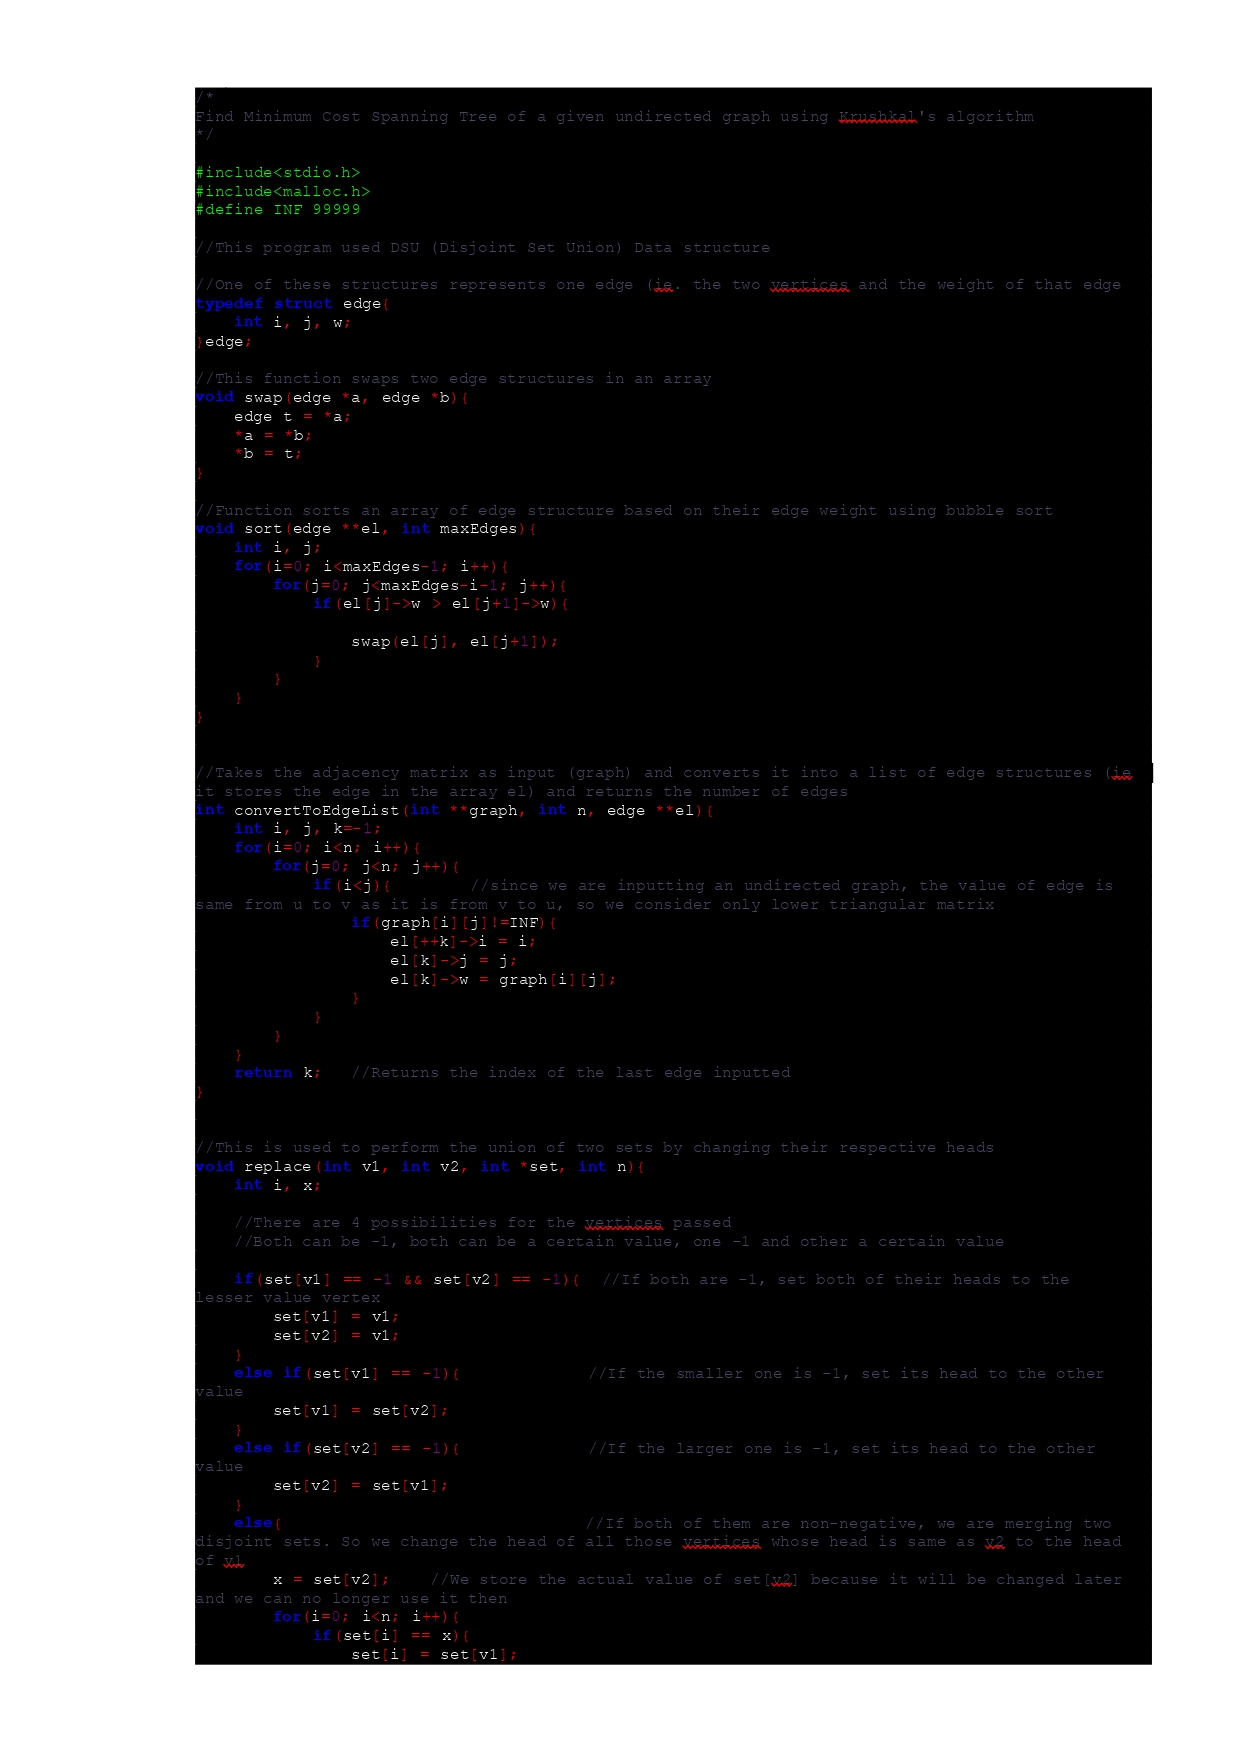 /*
Find Minimum Cost Spanning Tree of a given undirected graph using Krushkal's algorithm
*/
#include<stdio.h>
#include<malloc.h>
#define INF 99999
//This program used DSU (Disjoint Set Union) Data structure
//One of these structures represents one edge (ie. the two vertices and the weight of that edge
typedef struct edge{
    int i, j, w;
}edge;
//This function swaps two edge structures in an array
void swap(edge *a, edge *b){
    edge t = *a;
    *a = *b;
    *b = t;
}
//Function sorts an array of edge structure based on their edge weight using bubble sort
void sort(edge **el, int maxEdges){
    int i, j;
    for(i=0; i<maxEdges-1; i++){
        for(j=0; j<maxEdges-i-1; j++){
            if(el[j]->w > el[j+1]->w){
                swap(el[j], el[j+1]);
            }
        }
    }
}
//Takes the adjacency matrix as input (graph) and converts it into a list of edge structures (ie
it stores the edge in the array el) and returns the number of edges
int convertToEdgeList(int **graph, int n, edge **el){
    int i, j, k=-1;
    for(i=0; i<n; i++){
        for(j=0; j<n; j++){
            if(i<j){        //since we are inputting an undirected graph, the value of edge is
same from u to v as it is from v to u, so we consider only lower triangular matrix
                if(graph[i][j]!=INF){
                    el[++k]->i = i;
                    el[k]->j = j;
                    el[k]->w = graph[i][j];
                }
            }
        }
    }
    return k;   //Returns the index of the last edge inputted
}
//This is used to perform the union of two sets by changing their respective heads
void replace(int v1, int v2, int *set, int n){
    int i, x;
    //There are 4 possibilities for the vertices passed
    //Both can be -1, both can be a certain value, one -1 and other a certain value
    if(set[v1] == -1 && set[v2] == -1){  //If both are -1, set both of their heads to the
lesser value vertex
        set[v1] = v1;
        set[v2] = v1;
    }
    else if(set[v1] == -1){             //If the smaller one is -1, set its head to the other
value
        set[v1] = set[v2];
    }
    else if(set[v2] == -1){             //If the larger one is -1, set its head to the other
value
        set[v2] = set[v1];
    }
    else{                               //If both of them are non-negative, we are merging two
disjoint sets. So we change the head of all those vertices whose head is same as v2 to the head
of v1
        x = set[v2];    //We store the actual value of set[v2] because it will be changed later
and we can no longer use it then
        for(i=0; i<n; i++){
            if(set[i] == x){
                set[i] = set[v1];